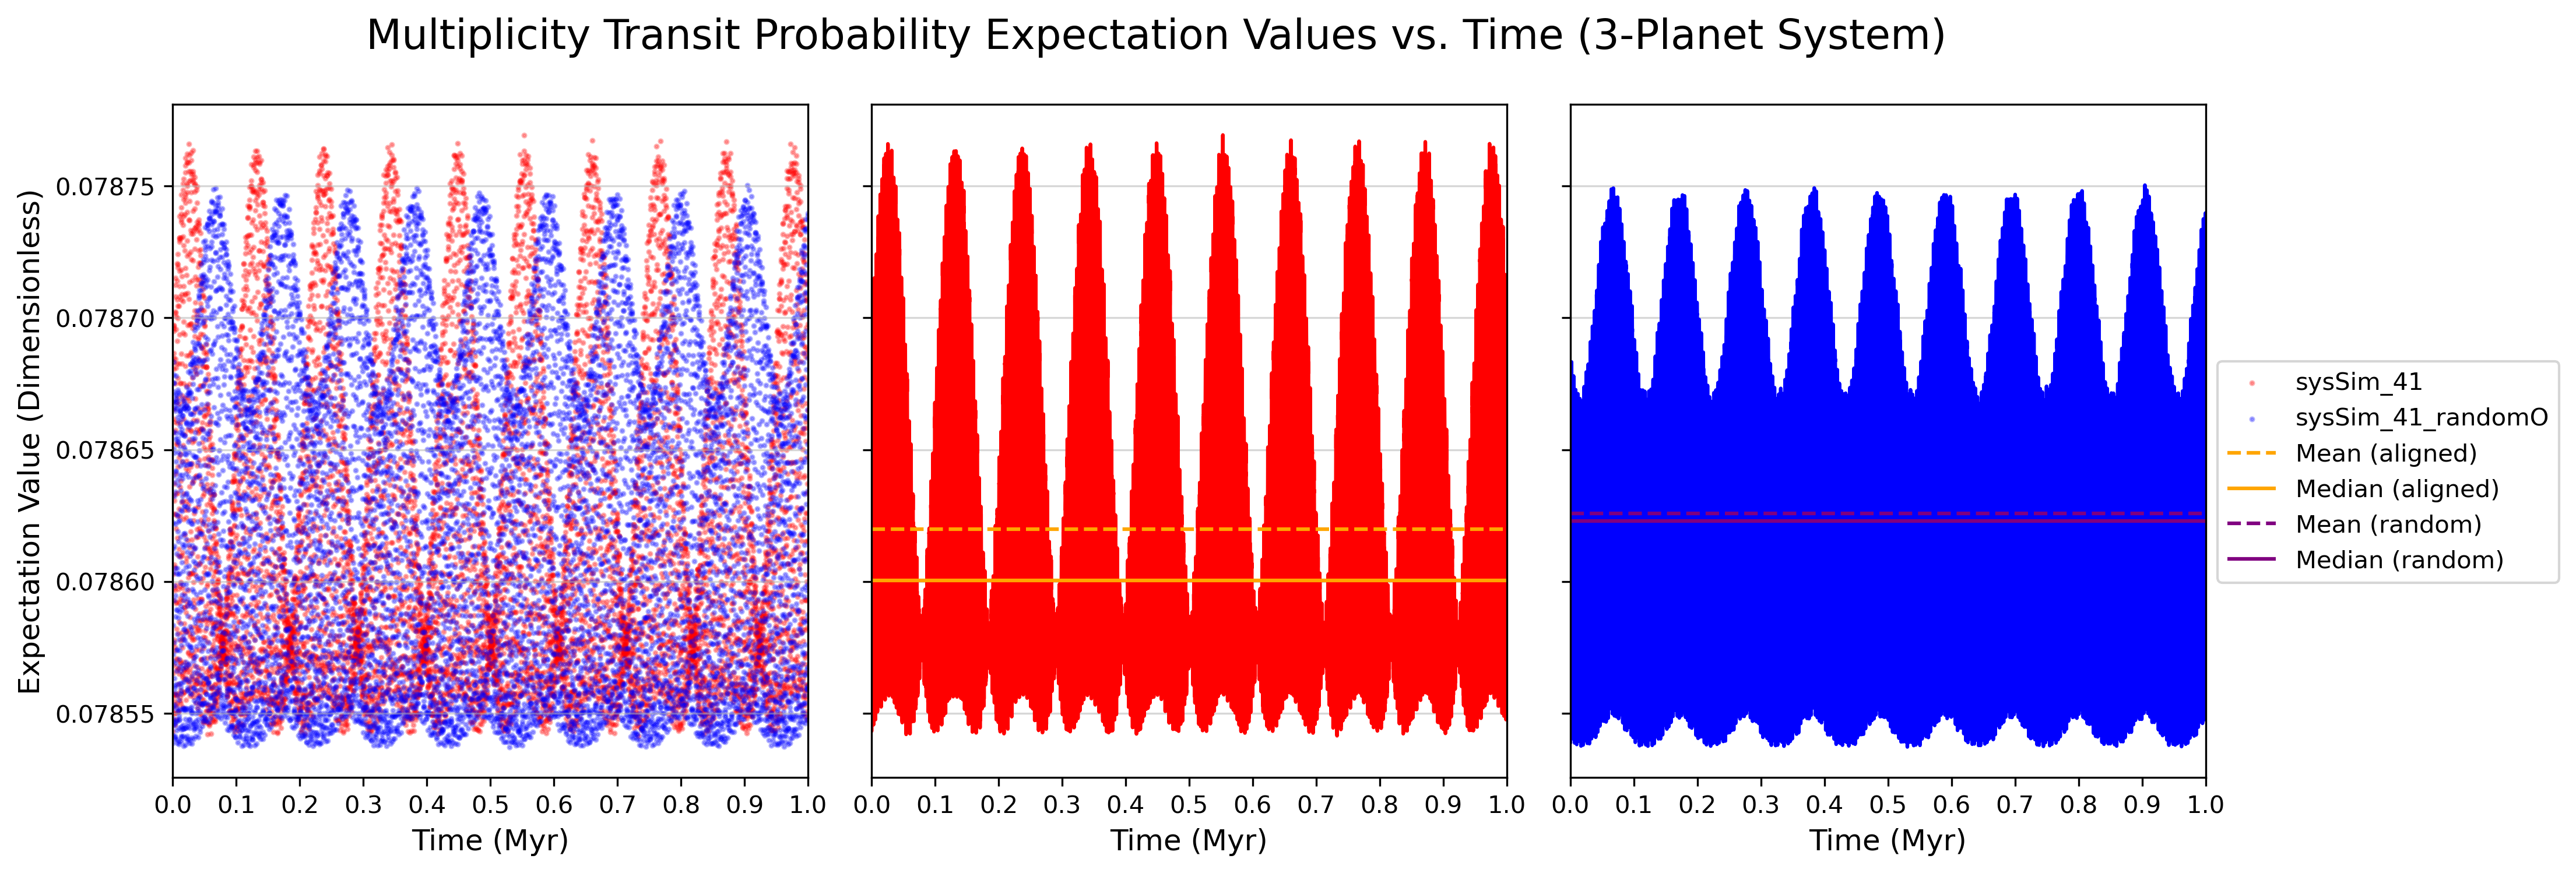 Multiplicity Transit Probability Expectation Values vs. Time (3-Planet System)
Expectation Value (Dimensionless)
0.07875
0.07870
0.07865
0.07860
0.07855
0.0 0.1 0.2 0.3 0.4 0.5 0.6 0.7 0.8 0.9 1.0
Time (Myr)
0.0 0.1 0.2 0.3 0.4 0.5 0.6 0.7 0.8 0.9 1.0
Time (Myr)
0.0 0.1 0.2 0.3 0.4 0.5 0.6 0.7 0.8 0.9 1.0
Time (Myr)
sysSim_41
sysSim_41_randomO
Mean (aligned)
Median (aligned)
Mean (random)
Median (random)